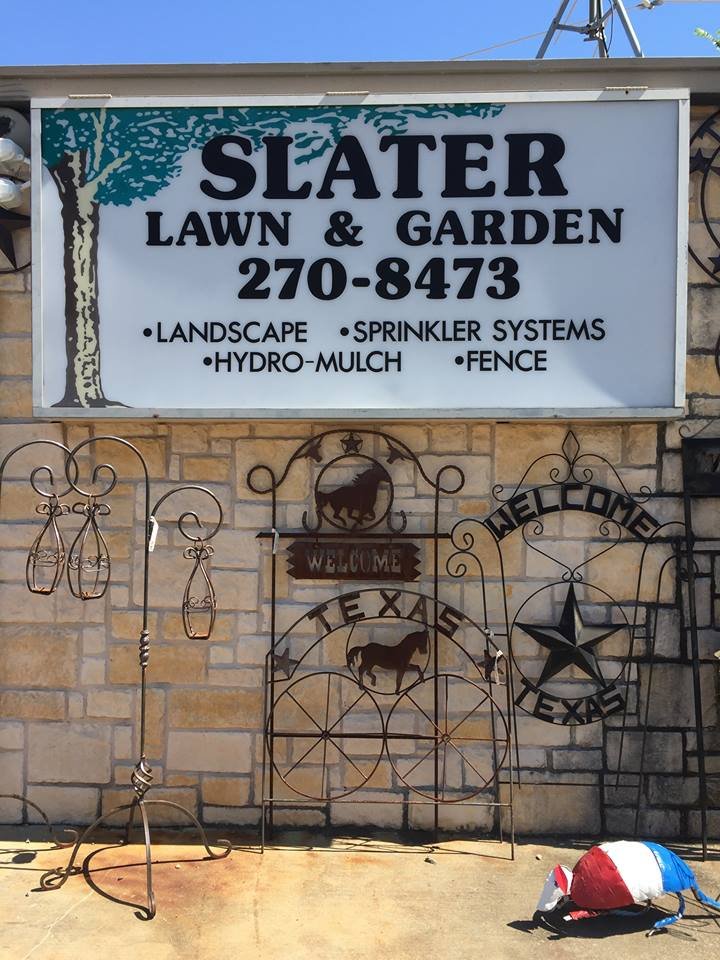 SLATER
LAWN & GARDEN
270-8473
•LANDSCAPE •SPRINKLER SYSTEMS
•HYDRO-MULCH •FENCE
WELCOME
WELCOME
TEXAS
TEXAS